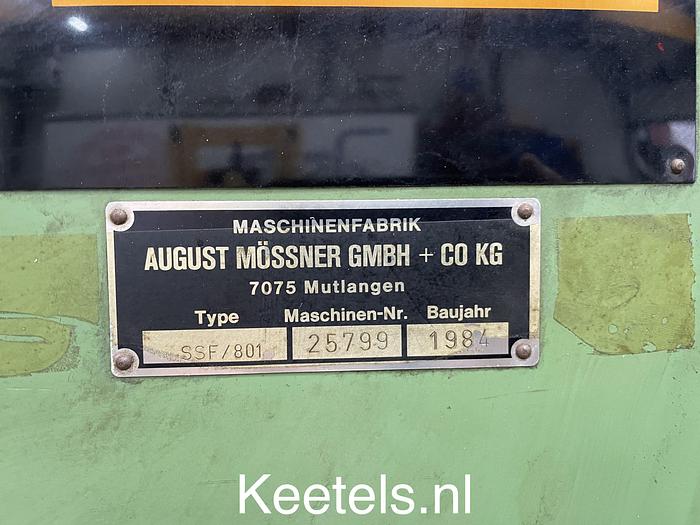 MASCHINENFABRIK
AUGUST MÖSSNER GMBH + CO KG
7075 Mutlangen
Type Maschinen-Nr. Baujahr
SSF/801 25799 1984
Keetels.nl